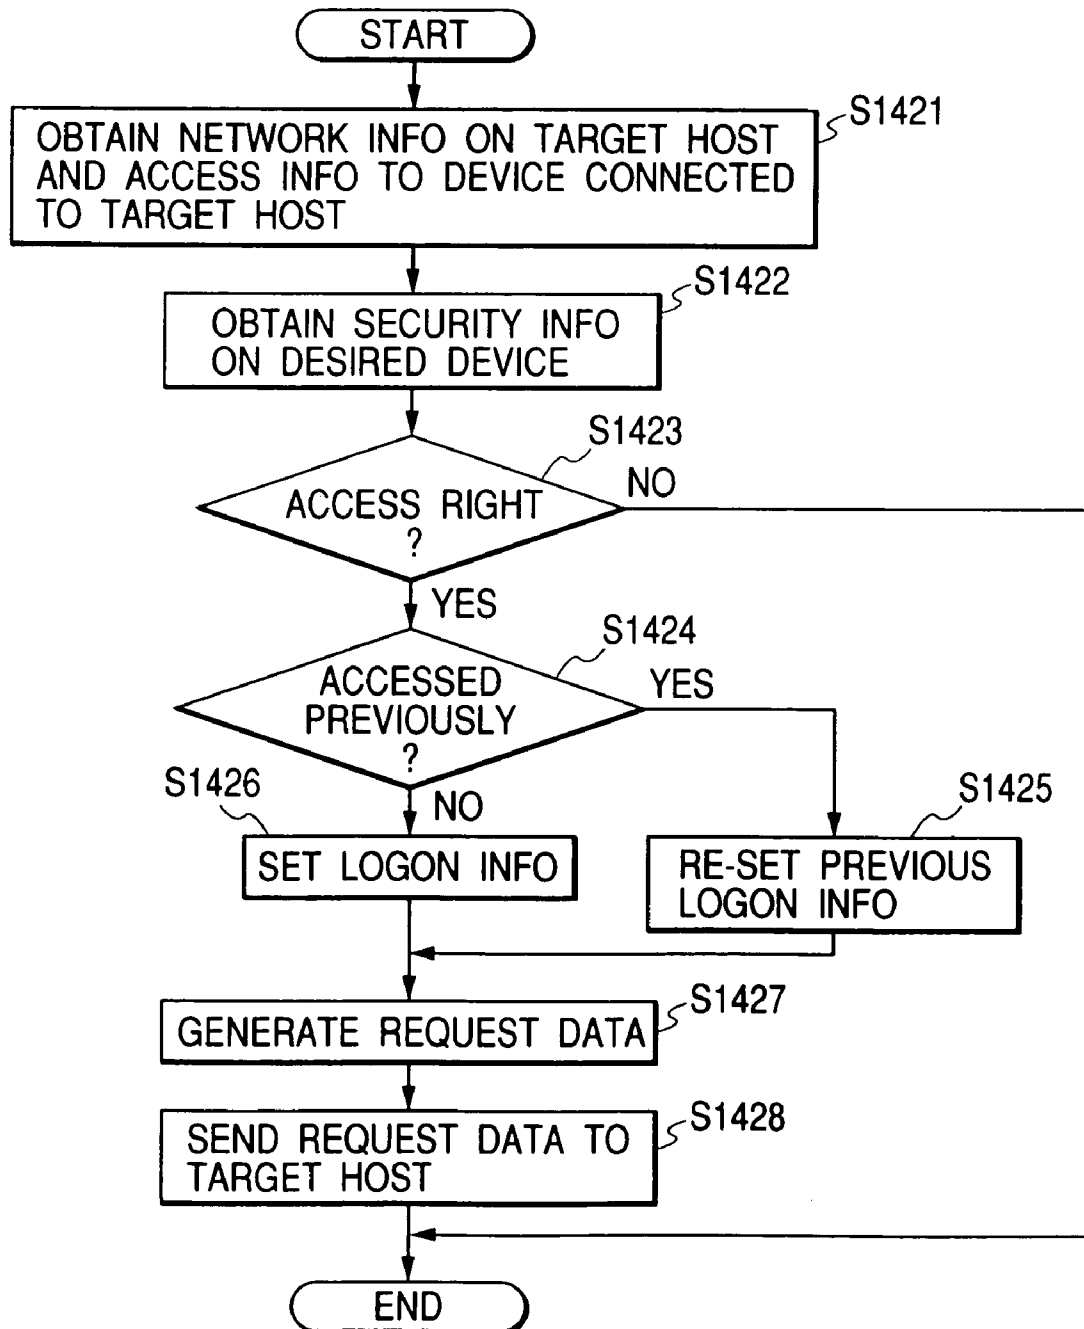 START
S1421
OBTAIN NETWORK INFO ON TARGET HOST
AND ACCESS INFO TO DEVICE CONNECTED
TO TARGET HOST
S1422
OBTAIN SECURITY INFO
ON DESIRED DEVICE
S1423
NO
ACCESS RIGHT
?
YES
S1424
YES
ACCESSED
PREVIOUSLY
?
S1426
NO
S1425
SET LOGON INFO
RE-SET PREVIOUS
LOGON INFO
S1427
GENERATE REQUEST DATA
S1428
SEND REQUEST DATA TO
TARGET HOST
END